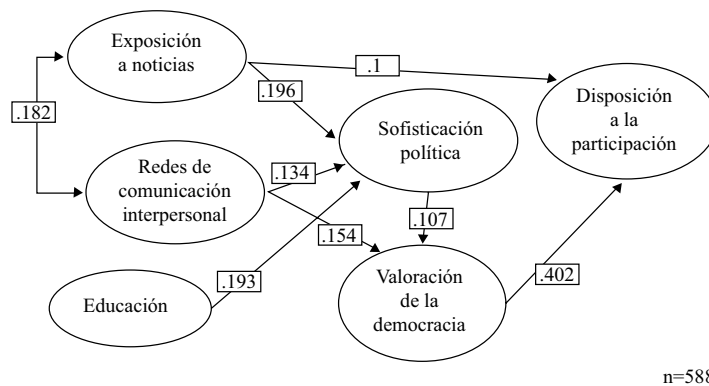 Exposición
a noticias
.1
.196
.182
Disposición
a la
participación
Sofisticación
política
Redes de
comunicación
interpersonal
.134
.154
.107
.193
.402
Educación
Valoración
de la
democracia
n=588